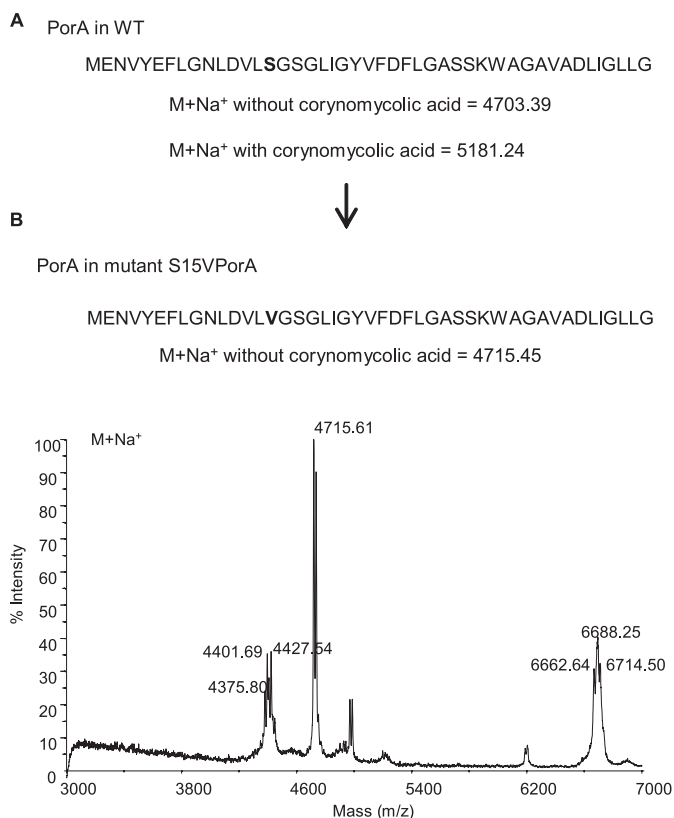 A
PorA in WT
MENVYEFLGNLDVLSGSGLIGYVFDFLGASSKWAGAVADLIGLLG
M+Na⁺ without corynomycolic acid = 4703.39
M+Na⁺ with corynomycolic acid = 5181.24
B
PorA in mutant S15VPorA
MENVYEFLGNLDVLVGSGLIGYVFDFLGASSKWAGAVADLIGLLG
M+Na⁺ without corynomycolic acid = 4715.45
4715.61
M+Na⁺
100
90
80
70
60
50
40
30
20
10
0
% Intensity
4401.69
4427.54
4375.80
6688.25
6662.64
6714.50
3000
3800
4600
5400
6200
7000
Mass (m/z)